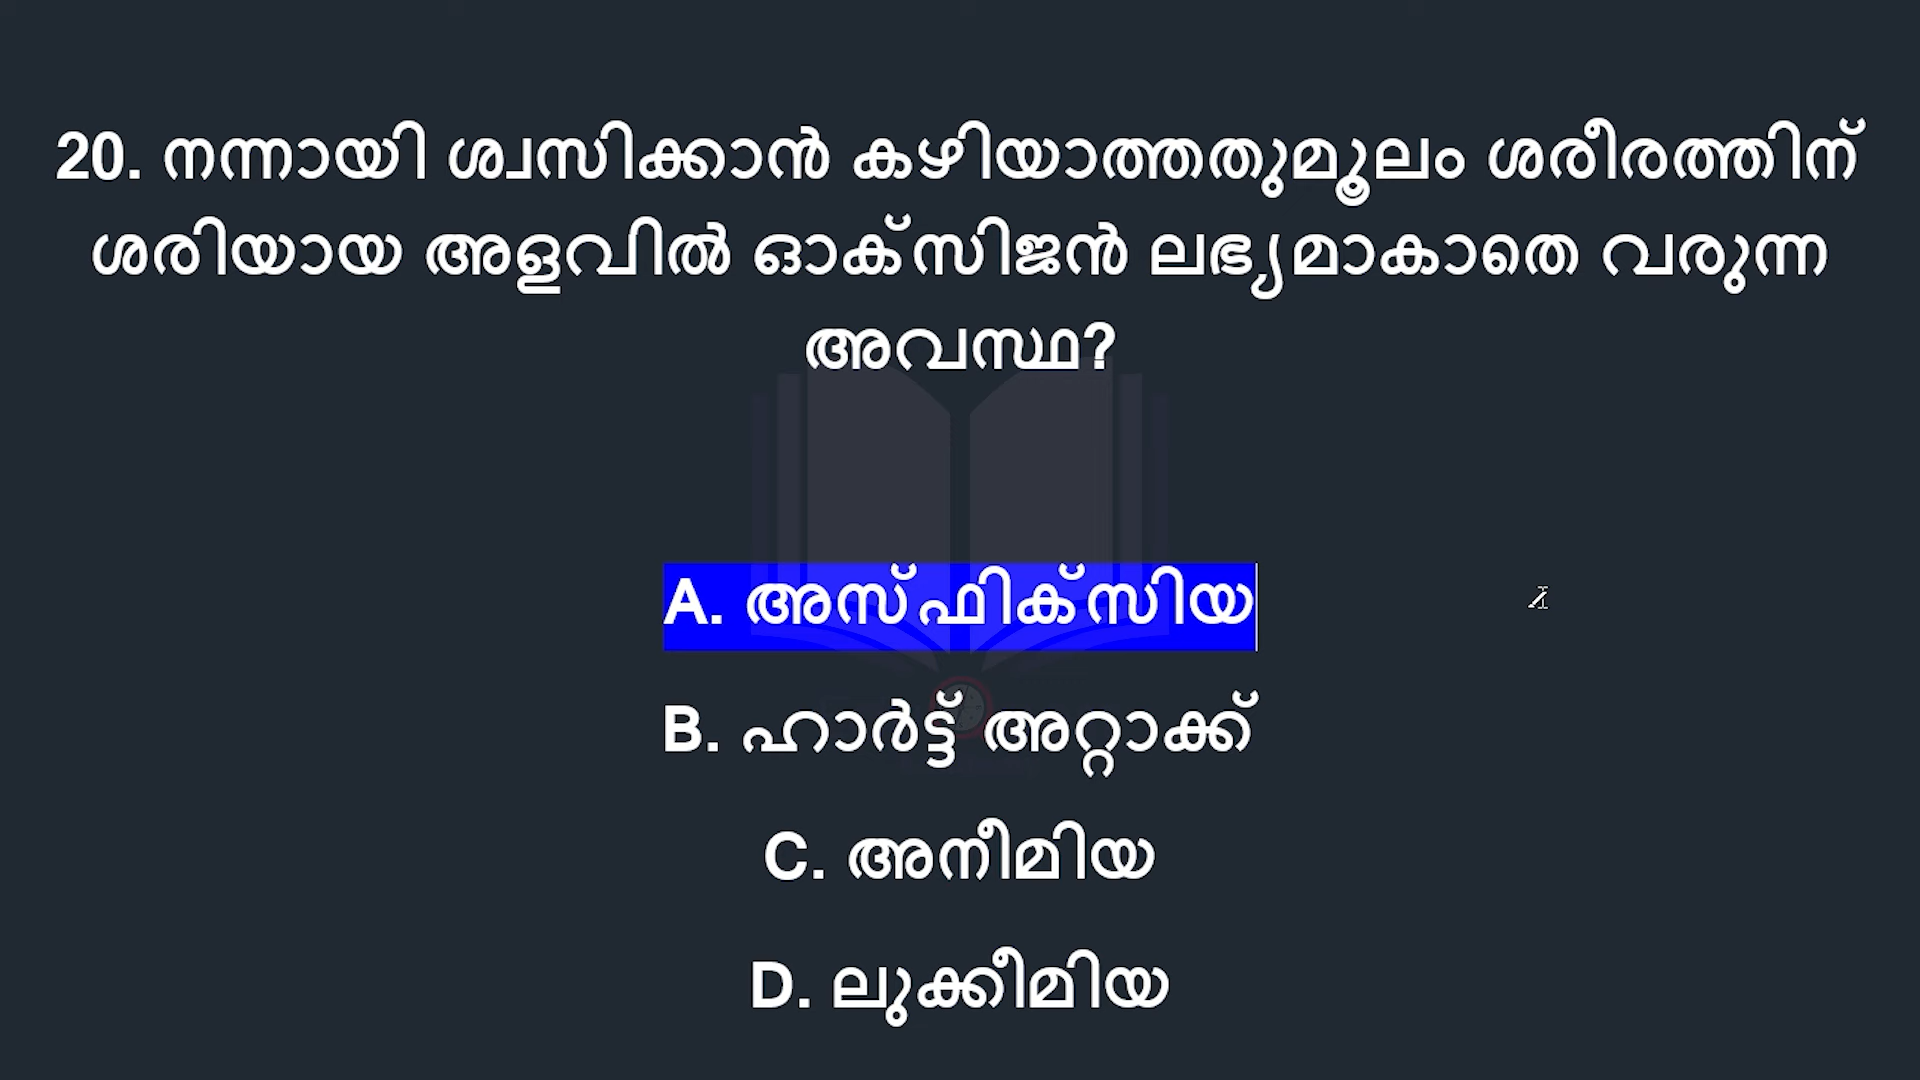 20. നന്നായി ശ്വസിക്കാൻ കഴിയാത്തതുമൂലം ശരീരത്തിന്
ശരിയായ അളവിൽ ഓക്സിജൻ ലഭ്യമാകാതെ വരുന്ന
അവസ്ഥ?
A. അസ്ഫിക്സിയ
B. ഹാർട്ട് അറ്റാക്ക്
C. അനീമിയ
D. ലുക്കീമിയ